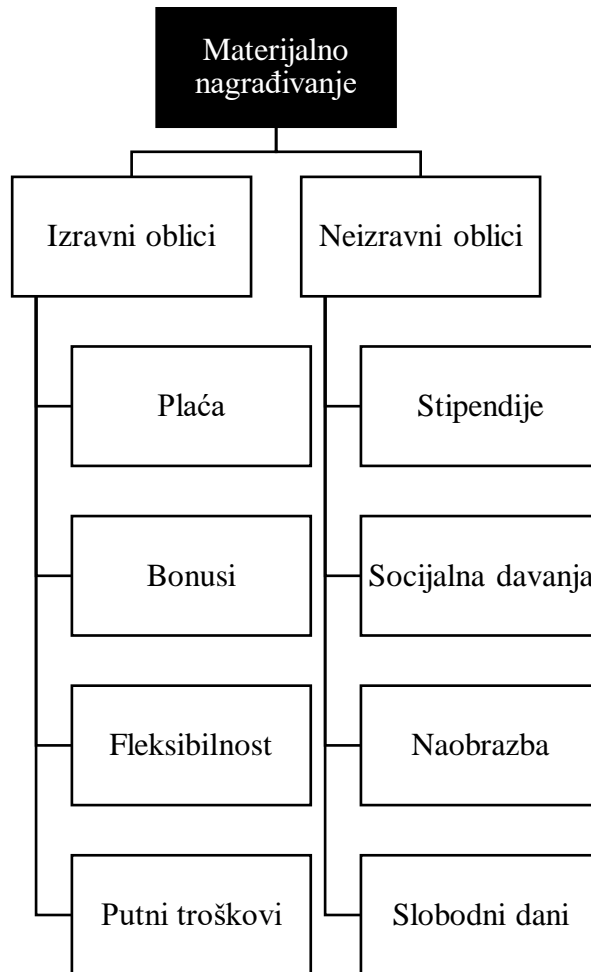 Materijalno
nagrađivanje
Izravni oblici
Neizravni oblici
Plaća
Stipendije
Bonusi
Socijalna davanja
Fleksibilnost
Naobrazba
Putni troškovi
Slobodni dani